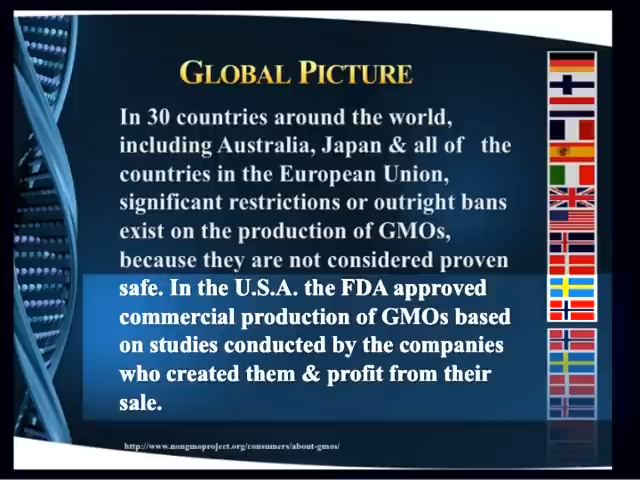 GLOBAL PICTURE
In 30 countries around the world,
including Australia, Japan & all of the
countries in the European Union,
significant restrictions or outright bans
exist on the production of GMOs,
because they are not considered proven
safe. In the U.S.A. the FDA approved
commercial production of GMOs based
on studies conducted by the companies
who created them & profit from their
sale.
http://www.nongmoproject.org/consumers/about-gmos/